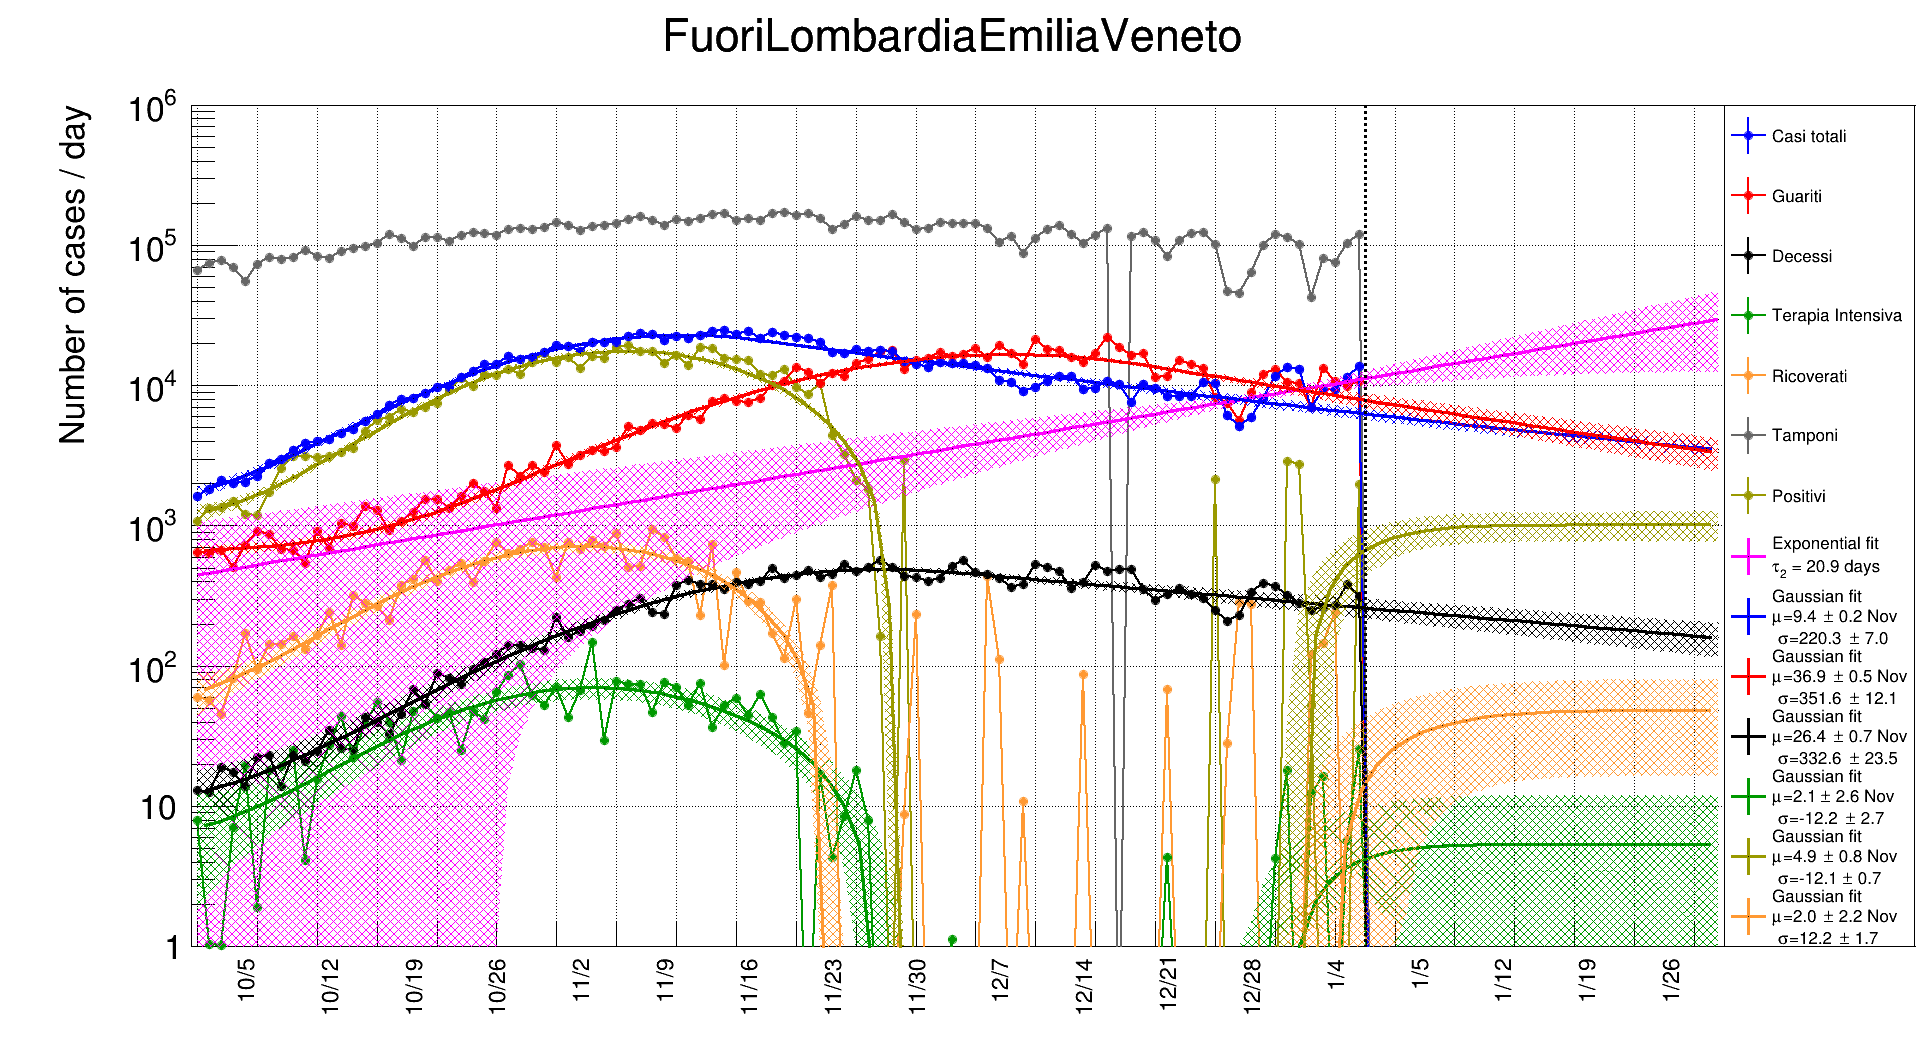 FuoriLombardiaEmiliaVeneto
Number of cases / day
10^6
10^5
10^4
10^3
10^2
10
1
10/5 10/12 10/19 10/26 11/2 11/9 11/16 11/23 11/30 12/7 12/14 12/21 12/28 1/4 1/5 1/12 1/19 1/26
Casi totali
Guariti
Decessi
Terapia Intensiva
Ricoverati
Tamponi
Positivi
Exponential fit
τ₂ = 20.9 days
Gaussian fit
μ=9.4 ± 0.2 Nov
σ=220.3 ± 7.0
Gaussian fit
μ=36.9 ± 0.5 Nov
σ=351.6 ± 12.1
Gaussian fit
μ=26.4 ± 0.7 Nov
σ=332.6 ± 23.5
Gaussian fit
μ=2.1 ± 2.6 Nov
σ=-12.2 ± 2.7
Gaussian fit
μ=4.9 ± 0.8 Nov
σ=-12.1 ± 0.7
Gaussian fit
μ=2.0 ± 2.2 Nov
σ=12.2 ± 1.7